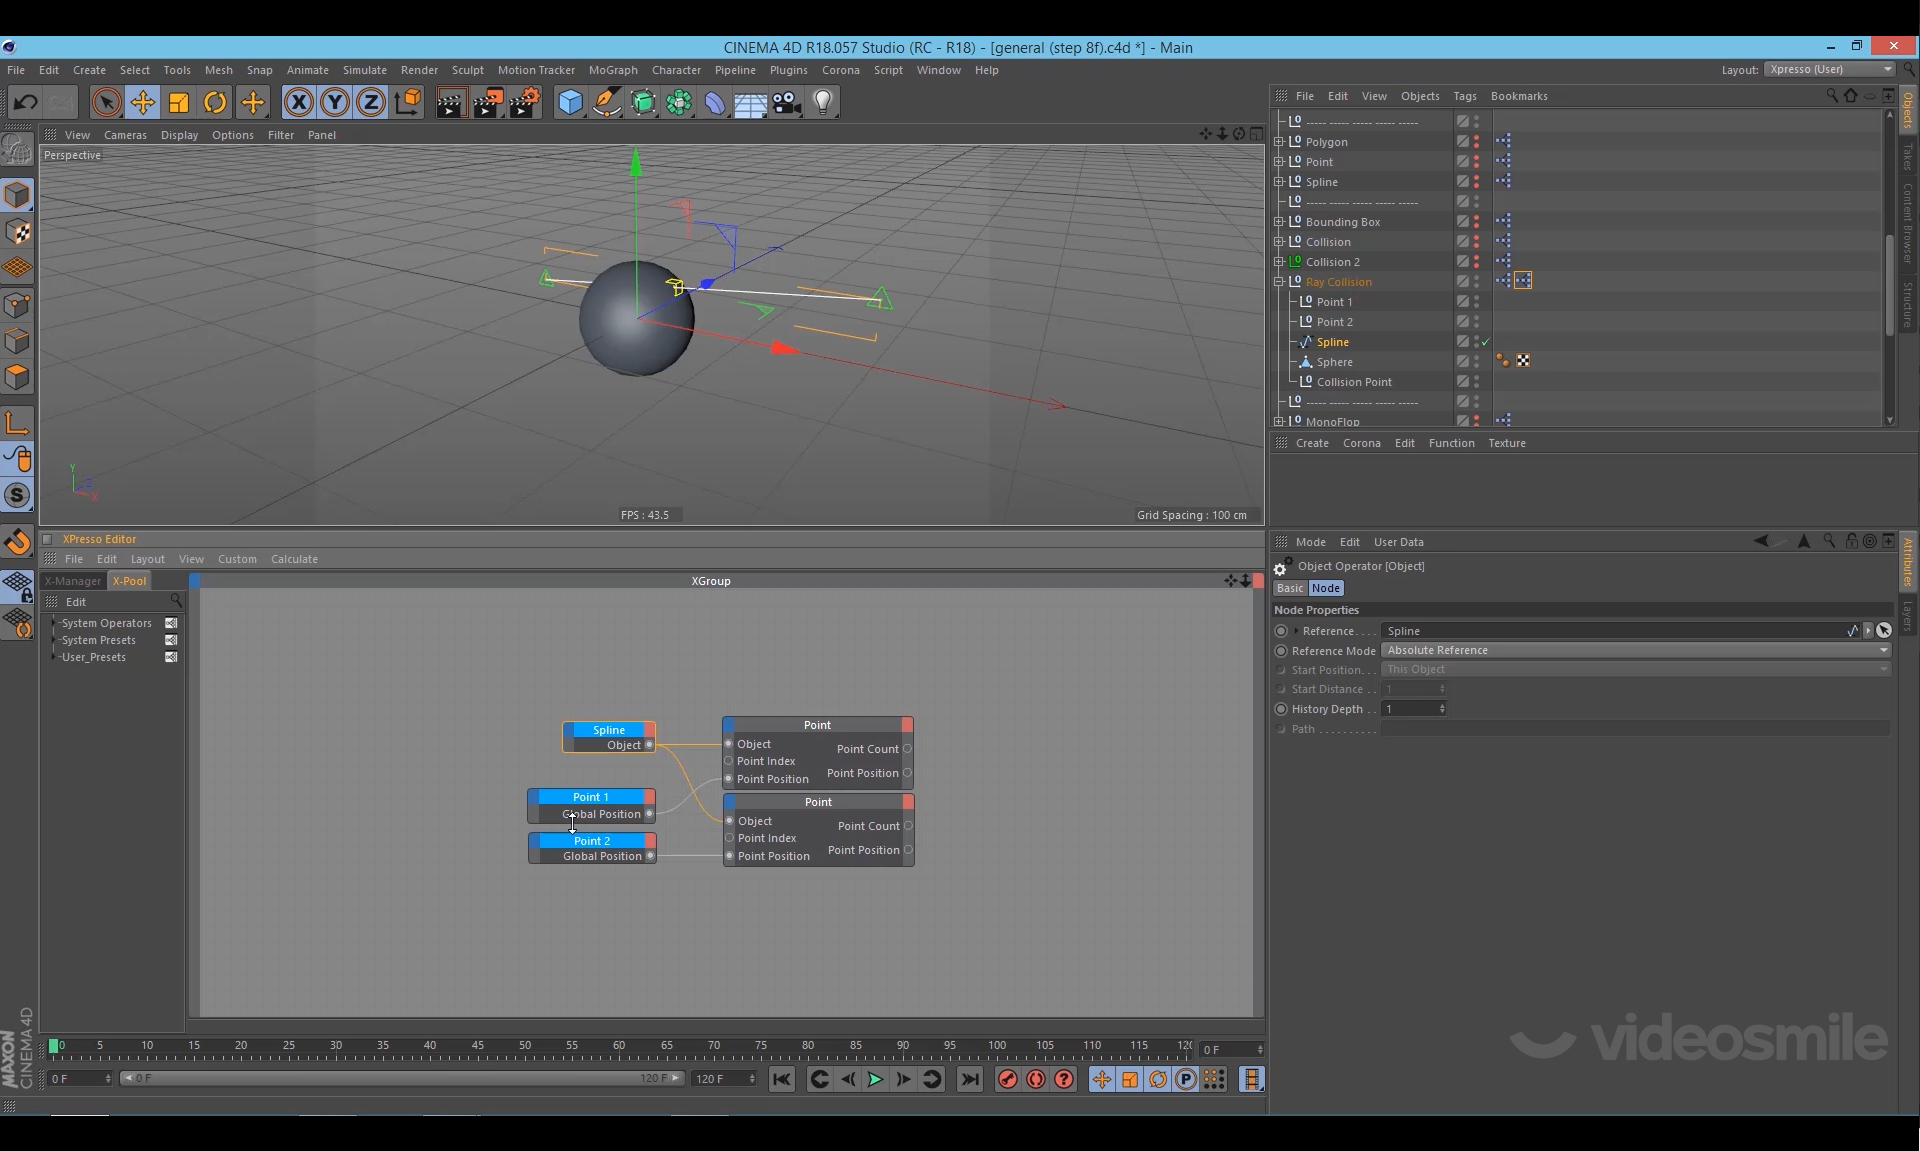 CINEMA 4D R18.057 Studio (RC - R18) - [general (step 8f).c4d *] - Main
File Edit Create Select Tools Mesh Snap Animate Simulate Render Sculpt Motion Tracker MoGraph Character Pipeline Plugins Corona Script Window Help
Layout: Xpresso (User)
X Y Z
File Edit View Objects Tags Bookmarks
Objects
Takes
Content Browser
Structure
View Cameras Display Options Filter Panel
Perspective
Y
Z
X
FPS : 43.5
Grid Spacing : 100 cm
----- ----- ----- ----- -----
Polygon
Point
Spline
----- ----- ----- ----- -----
Bounding Box
Collision
Collision 2
Ray Collision
Point 1
Point 2
Spline
Sphere
Collision Point
----- ----- ----- ----- -----
MonoFlop
Create Corona Edit Function Texture
XPresso Editor
File Edit Layout View Custom Calculate
X-Manager X-Pool
XGroup
Edit
System Operators
System Presets
User_Presets
Spline
Object
Point 1
Global Position
Point 2
Global Position
Point
Object
Point Count
Point Index
Point Position
Point Position
Point
Object
Point Count
Point Index
Point Position
Point Position
Mode Edit User Data
Attributes
Layers
Object Operator [Object]
Basic Node
Node Properties
Reference. . . . Spline
Reference Mode Absolute Reference
Start Position. . . This Object
Start Distance . . 1
History Depth . . 1
Path . . . . . . . . .
videosmile
0 5 10 15 20 25 30 35 40 45 50 55 60 65 70 75 80 85 90 95 100 105 110 115 120
0 F
0 F
0 F
120 F
120 F
MAXON
CINEMA 4D